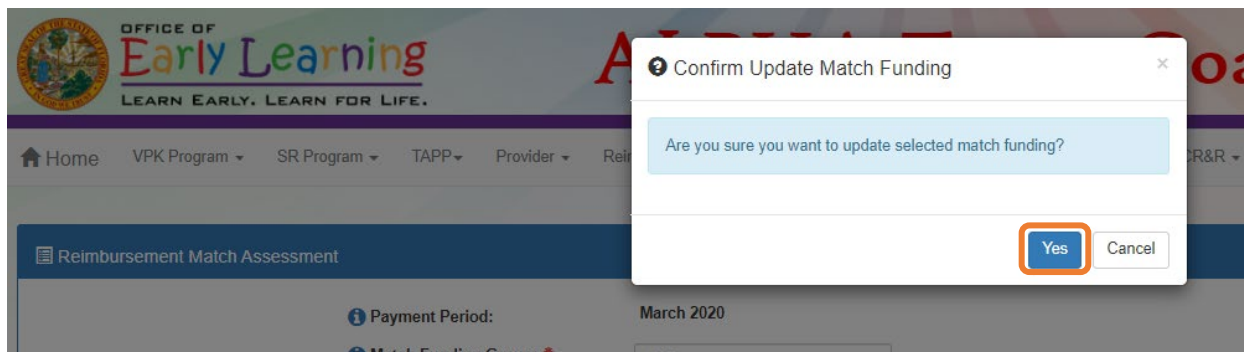 OFFICE OF
Early Learning
LEARN EARLY. LEARN FOR LIFE.
Confirm Update Match Funding ×
Are you sure you want to update selected match funding?
Yes Cancel
Home VPK Program SR Program TAPP Provider
Reimbursement Match Assessment
Payment Period: March 2020